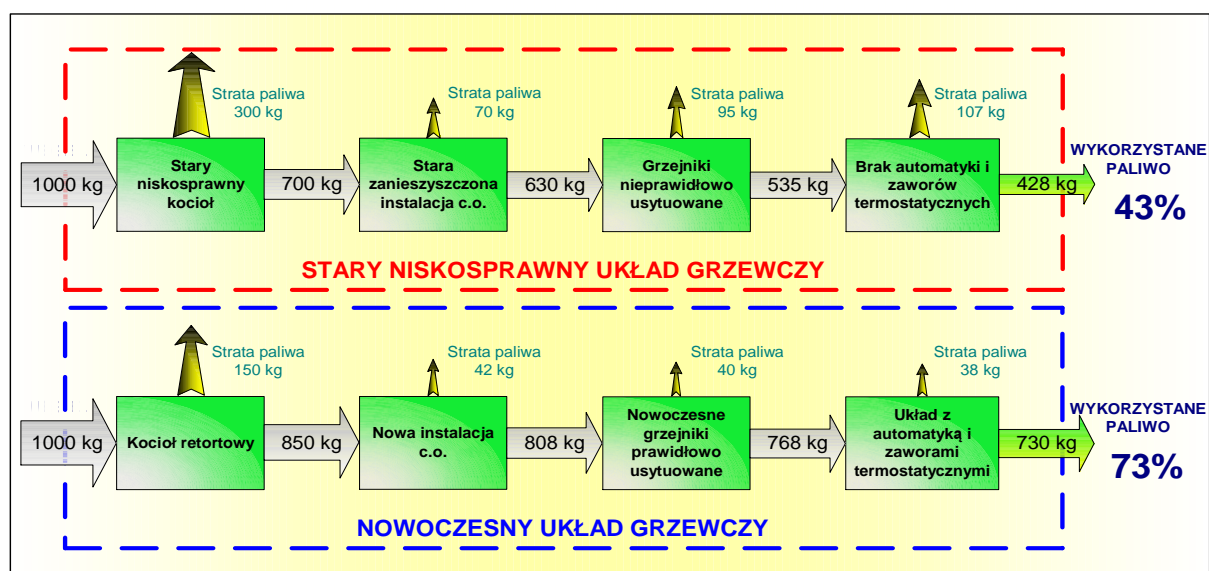 Strata paliwa
300 kg
Strata paliwa
70 kg
Strata paliwa
95 kg
Strata paliwa
107 kg
1000 kg
Stary
niskosprawny
kocioł
700 kg
Stara
zanieszyszczona
instalacja c.o.
630 kg
Grzejniki
nieprawidłowo
usytuowane
535 kg
Brak automatyki i
zaworów
termostatycznych
428 kg
WYKORZYSTANE
PALIWO
43%
STARY NISKOSPRAWNY UKŁAD GRZEWCZY
Strata paliwa
150 kg
Strata paliwa
42 kg
Strata paliwa
40 kg
Strata paliwa
38 kg
1000 kg
Kocioł retortowy
850 kg
Nowa instalacja
c.o.
808 kg
Nowoczesne
grzejniki
prawidłowo
usytuowane
768 kg
Układ z
automatyką i
zaworami
termostatycznymi
730 kg
WYKORZYSTANE
PALIWO
73%
NOWOCZESNY UKŁAD GRZEWCZY